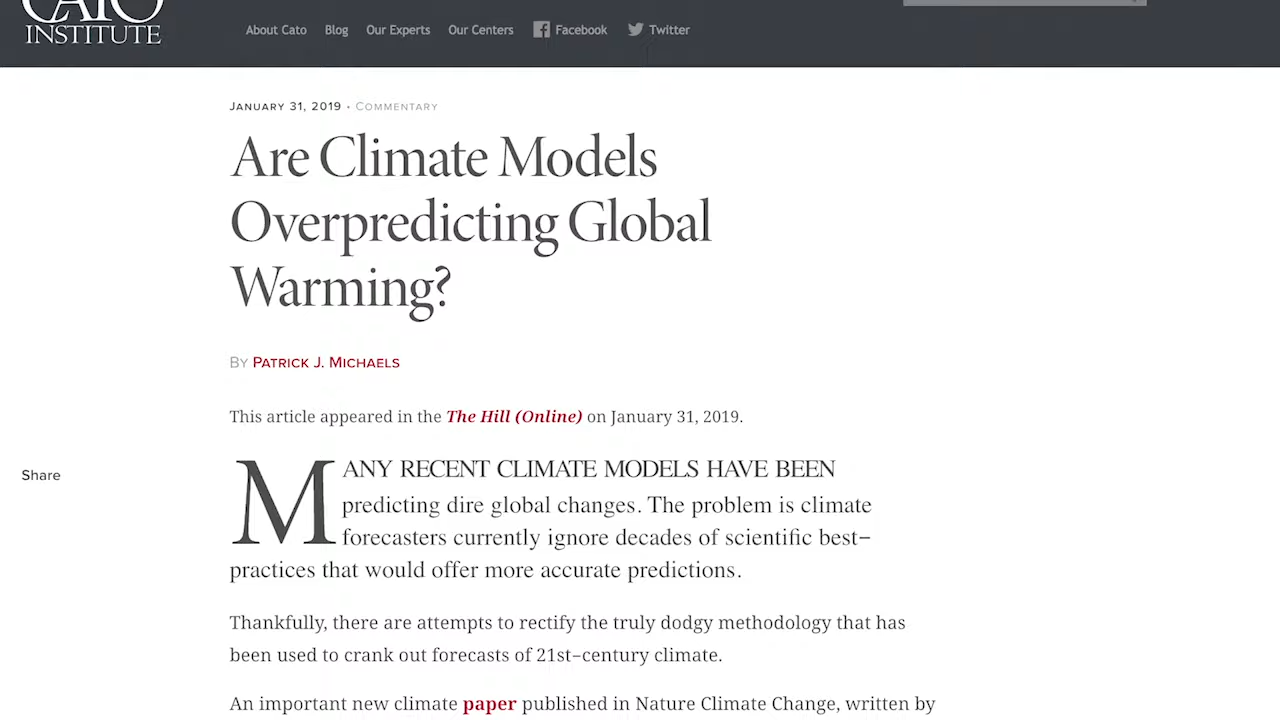 CATO
INSTITUTE
About Cato Blog Our Experts Our Centers Facebook Twitter
JANUARY 31, 2019 • COMMENTARY
Are Climate Models
Overpredicting Global
Warming?
BY PATRICK J. MICHAELS
This article appeared in the The Hill (Online) on January 31, 2019.
Share
MANY RECENT CLIMATE MODELS HAVE BEEN
predicting dire global changes. The problem is climate
forecasters currently ignore decades of scientific best–
practices that would offer more accurate predictions.
Thankfully, there are attempts to rectify the truly dodgy methodology that has
been used to crank out forecasts of 21st–century climate.
An important new climate paper published in Nature Climate Change, written by